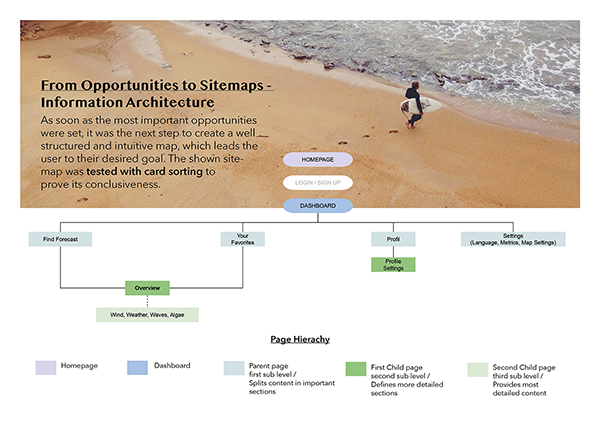 From Opportunities to Sitemaps -
Information Architecture
As soon as the most important opportunities
were set, it was the next step to create a well
structured and intuitive map, which leads the
user to their desired goal. The shown site-
map was tested with card sorting to
prove its conclusiveness.
HOMEPAGE
LOGIN / SIGN UP
DASHBOARD
Find Forecast
Your
Favorites
Profil
Settings
(Language, Metrics, Map Settings)
Profile
Settings
Overview
Wind, Weather, Waves, Algae
Page Hierachy
Homepage
Dashboard
Parent page
first sub level /
Splits content in important
sections
First Child page
second sub level /
Defines more detailed
sections
Second Child page
third sub level /
Provides most
detailed content